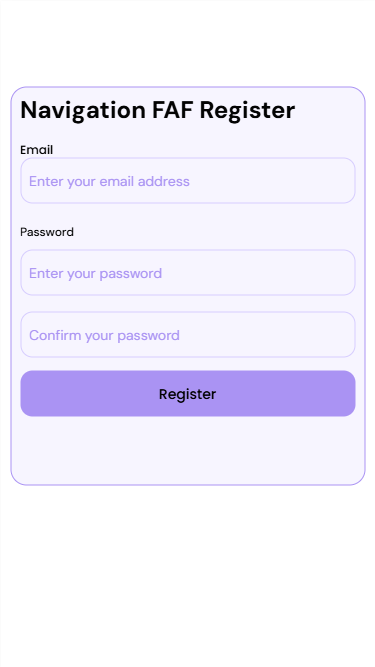 Navigation FAF Register
Email
Enter your email address
Password
Enter your password
Confirm your password
Register